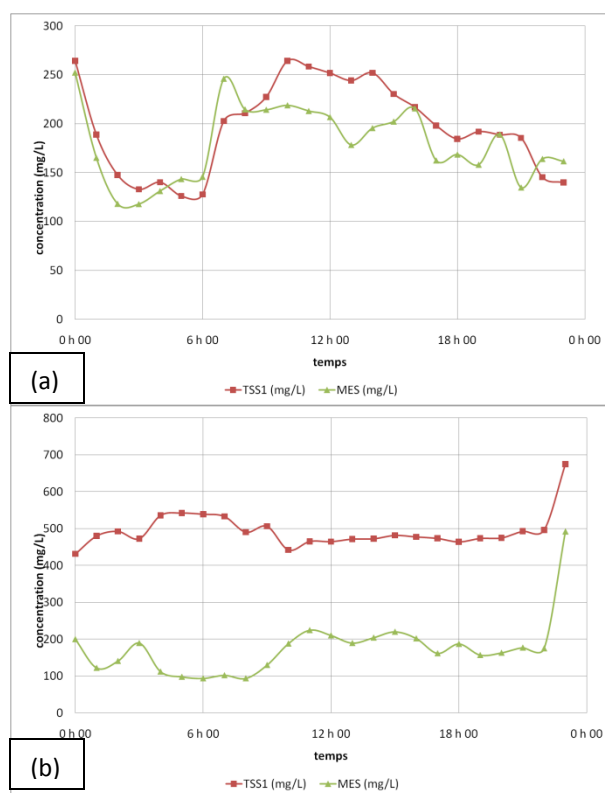 300
250
200
150
100
50
0
concentration (mg/L)
0 h 00 6 h 00 12 h 00 18 h 00 0 h 00
temps
(a)
TSS1 (mg/L) MES (mg/L)
800
700
600
500
400
300
200
100
0
concentration (mg/L)
0 h 00 6 h 00 12 h 00 18 h 00 0 h 00
temps
(b)
TSS1 (mg/L) MES (mg/L)